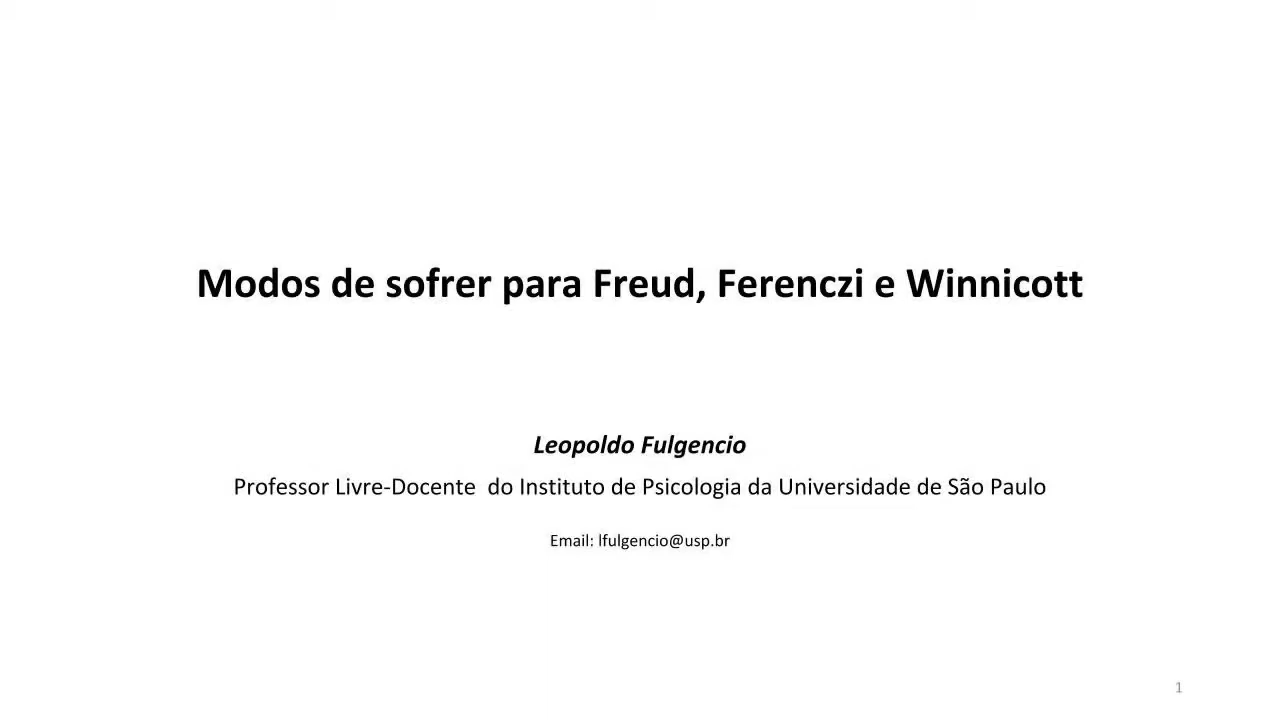 Modos de sofrer para Freud, Ferenczi e Winnicott
Leopoldo Fulgencio
Professor Livre-Docente  do Instituto de Psicologia da Universidade de São Paulo
Email: lfulgencio@usp.br
1